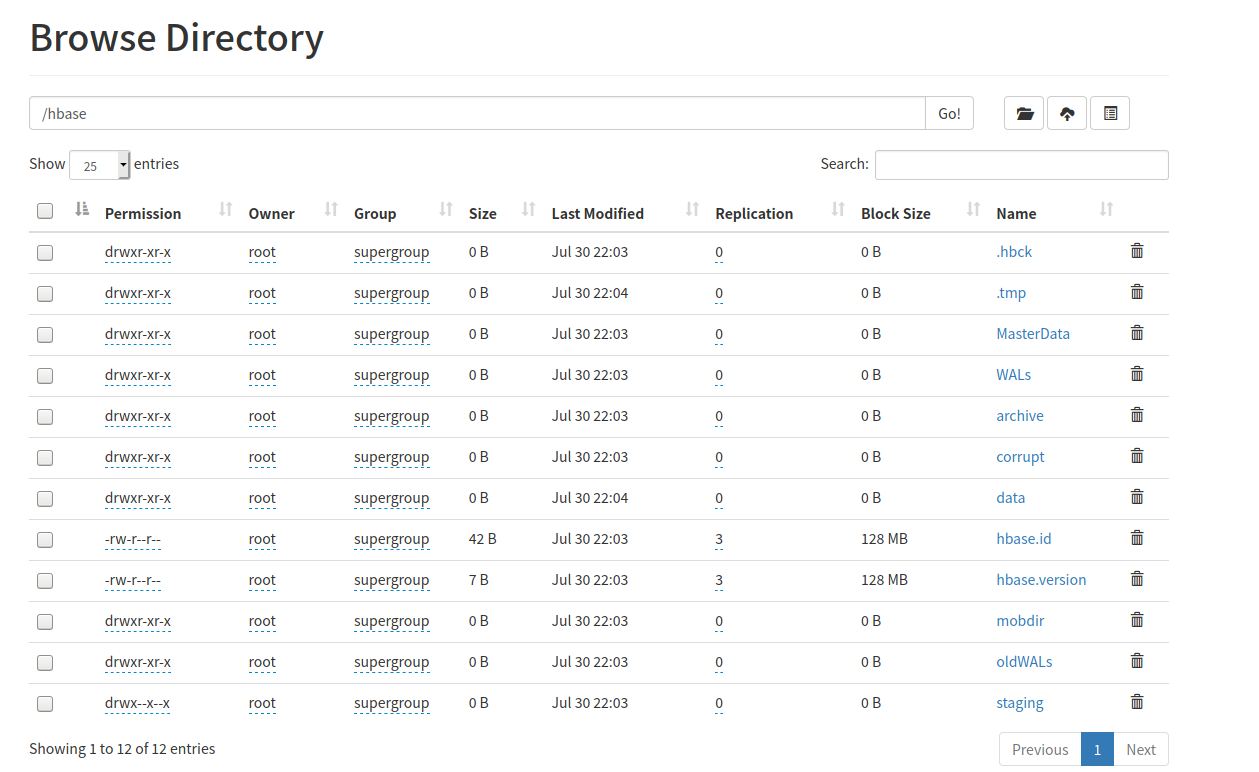 Browse Directory
/hbase Go!
Show 25 entries Search:
Permission Owner Group Size Last Modified Replication Block Size Name
drwxr-xr-x root supergroup 0 B Jul 30 22:03 0 0 B .hbck
drwxr-xr-x root supergroup 0 B Jul 30 22:04 0 0 B .tmp
drwxr-xr-x root supergroup 0 B Jul 30 22:03 0 0 B MasterData
drwxr-xr-x root supergroup 0 B Jul 30 22:03 0 0 B WALs
drwxr-xr-x root supergroup 0 B Jul 30 22:03 0 0 B archive
drwxr-xr-x root supergroup 0 B Jul 30 22:03 0 0 B corrupt
drwxr-xr-x root supergroup 0 B Jul 30 22:04 0 0 B data
-rw-r--r-- root supergroup 42 B Jul 30 22:03 3 128 MB hbase.id
-rw-r--r-- root supergroup 7 B Jul 30 22:03 3 128 MB hbase.version
drwxr-xr-x root supergroup 0 B Jul 30 22:03 0 0 B mobdir
drwxr-xr-x root supergroup 0 B Jul 30 22:03 0 0 B oldWALs
drwx--x--x root supergroup 0 B Jul 30 22:03 0 0 B staging
Showing 1 to 12 of 12 entries Previous 1 Next